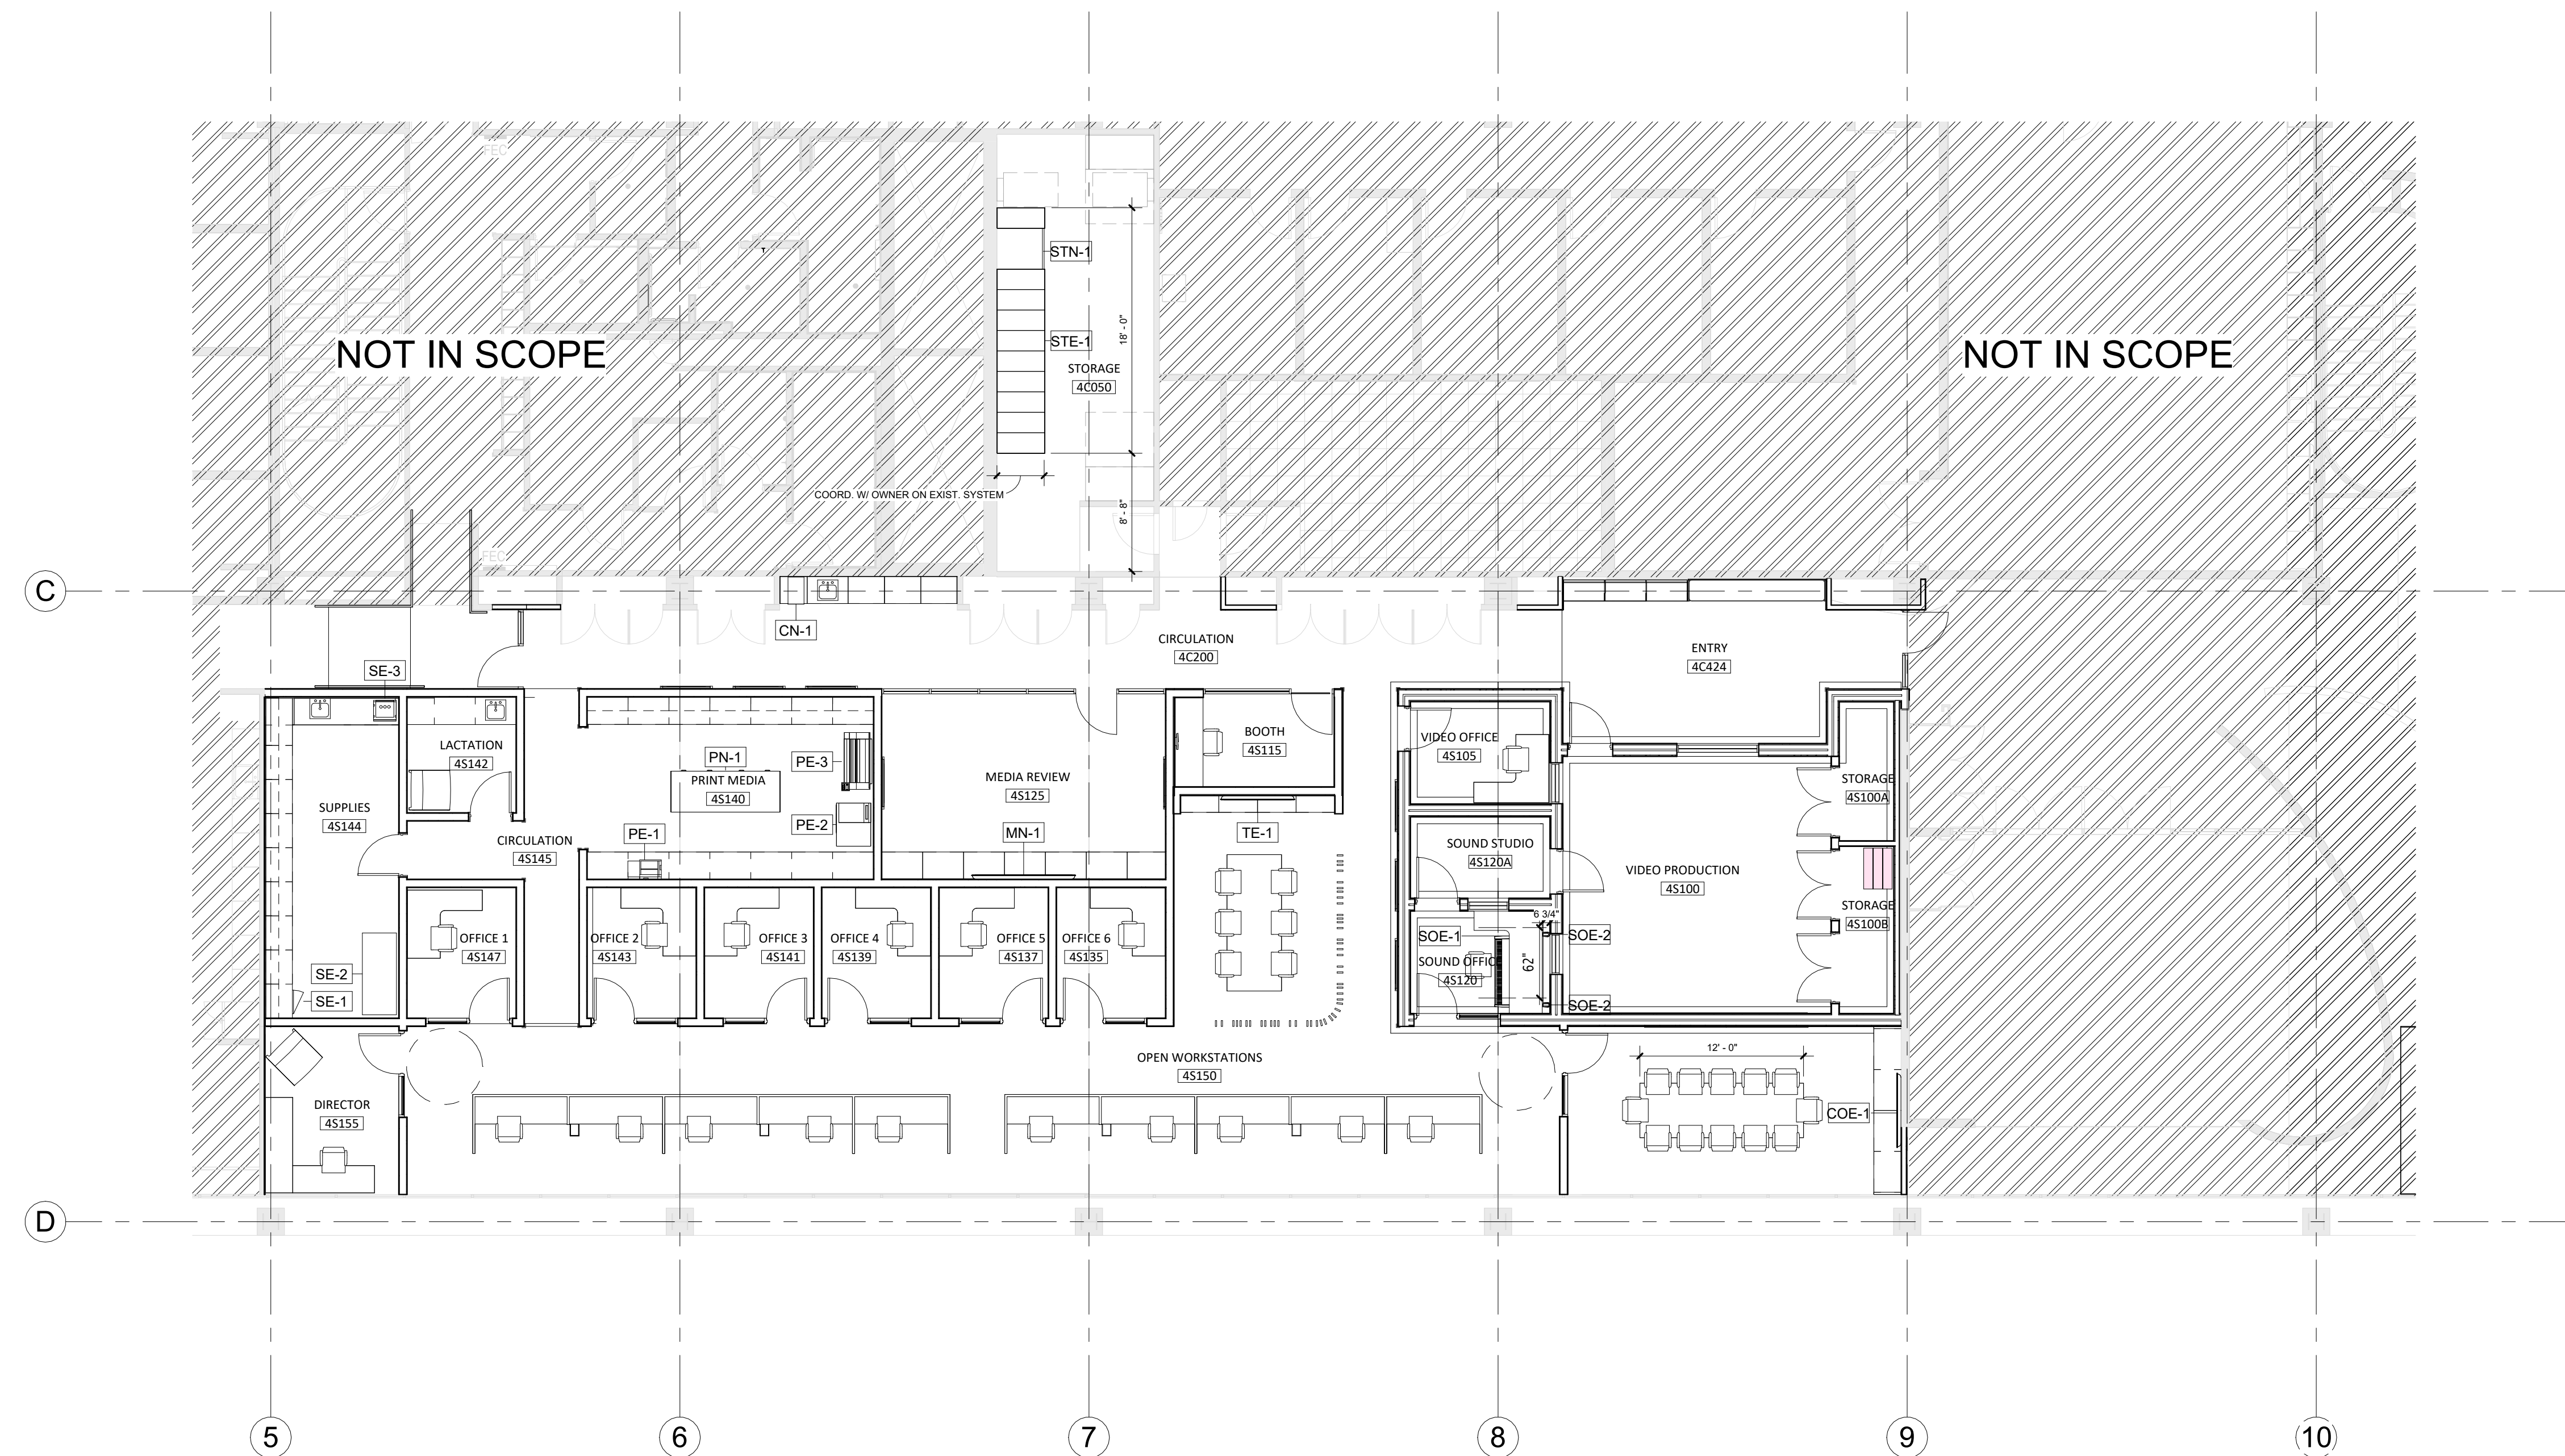 FEC
T
STN-1
STE-1
18' - 0"
STORAGE
4C050
NOT IN SCOPE
NOT IN SCOPE
COORD. W/ OWNER ON EXIST. SYSTEM
8' - 8"
FEC
C
CN-1
CIRCULATION
4C200
ENTRY
4C424
SE-3
LACTATION
4S142
PN-1
PRINT MEDIA
4S140
PE-3
PE-2
PE-1
MEDIA REVIEW
4S125
MN-1
BOOTH
4S115
TE-1
VIDEO OFFICE
4S105
STORAGE
4S100A
SUPPLIES
4S144
CIRCULATION
4S145
SOUND STUDIO
4S120A
VIDEO PRODUCTION
4S100
STORAGE
4S100B
6 3/4"
SOE-1
SOE-2
SOUND OFFIC
4S120
62"
SOE-2
OFFICE 1
4S147
OFFICE 2
4S143
OFFICE 3
4S141
OFFICE 4
4S139
OFFICE 5
4S137
OFFICE 6
4S135
SE-2
SE-1
OPEN WORKSTATIONS
4S150
12' - 0"
DIRECTOR
4S155
COE-1
D
5
6
7
8
9
10